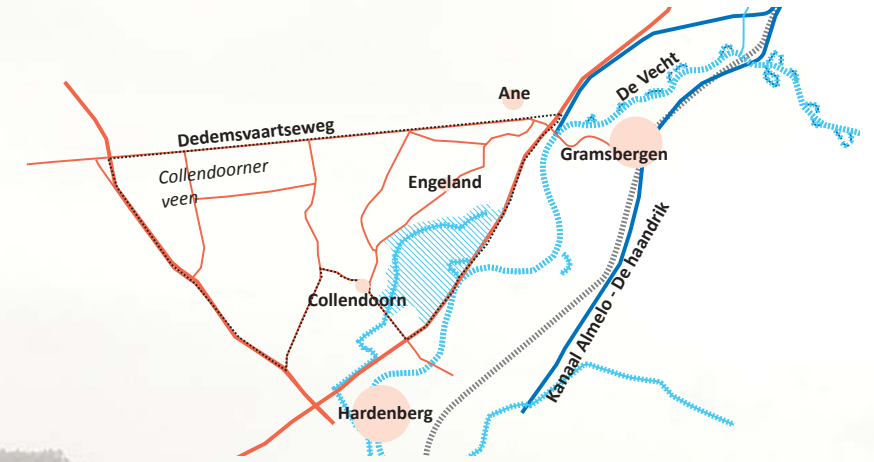 Ane
De Vecht
Dedemsvaartseweg
Gramsbergen
Collendoorner
veen
Engeland
Collendoorn
Kanaal Almelo - De haandrik
Hardenberg